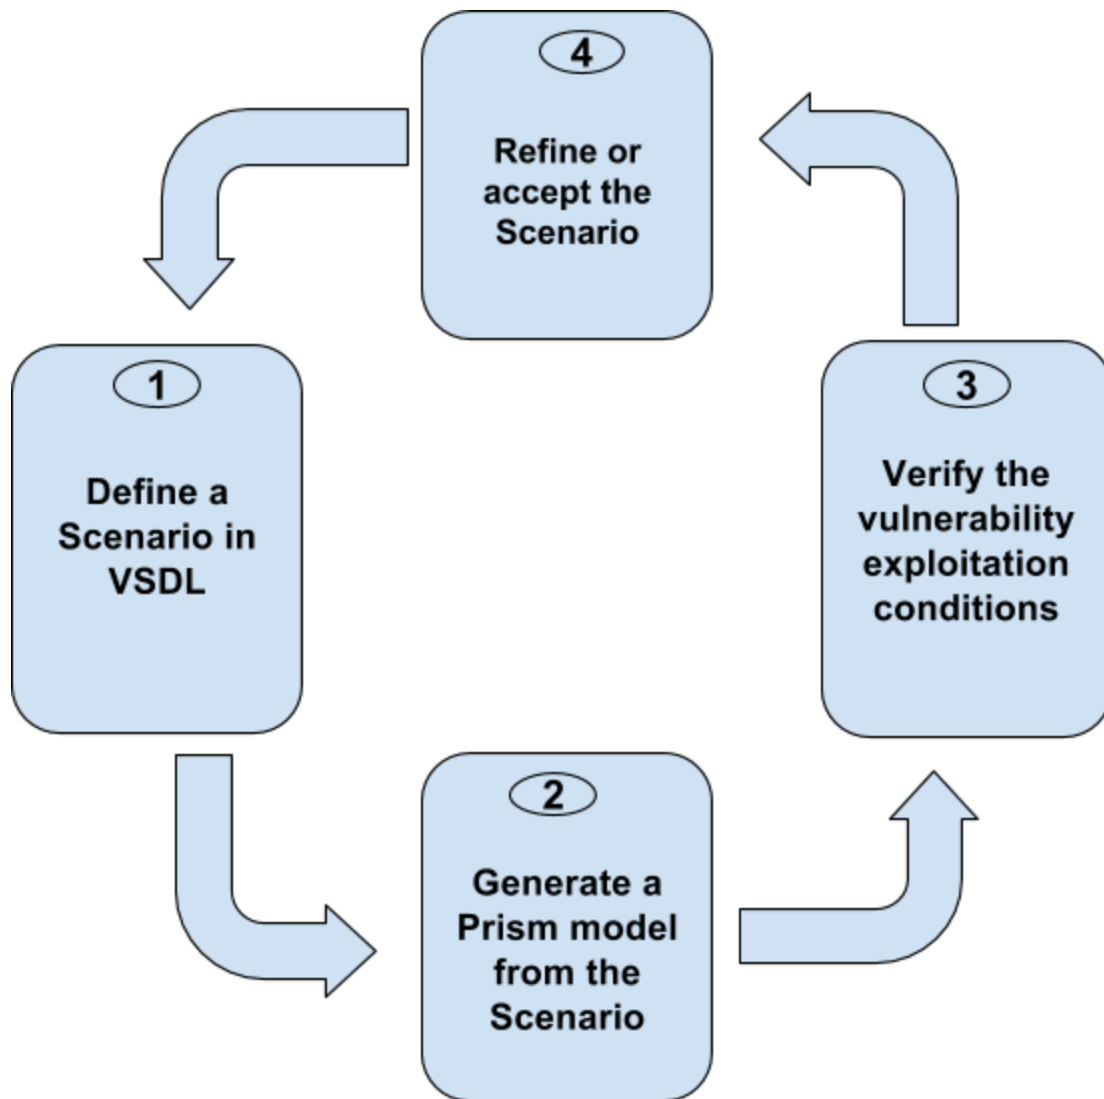 4
Refine or
accept the
Scenario
1
Define a
Scenario in
VSDL
3
Verify the
vulnerability
exploitation
conditions
2
Generate a
Prism model
from the
Scenario